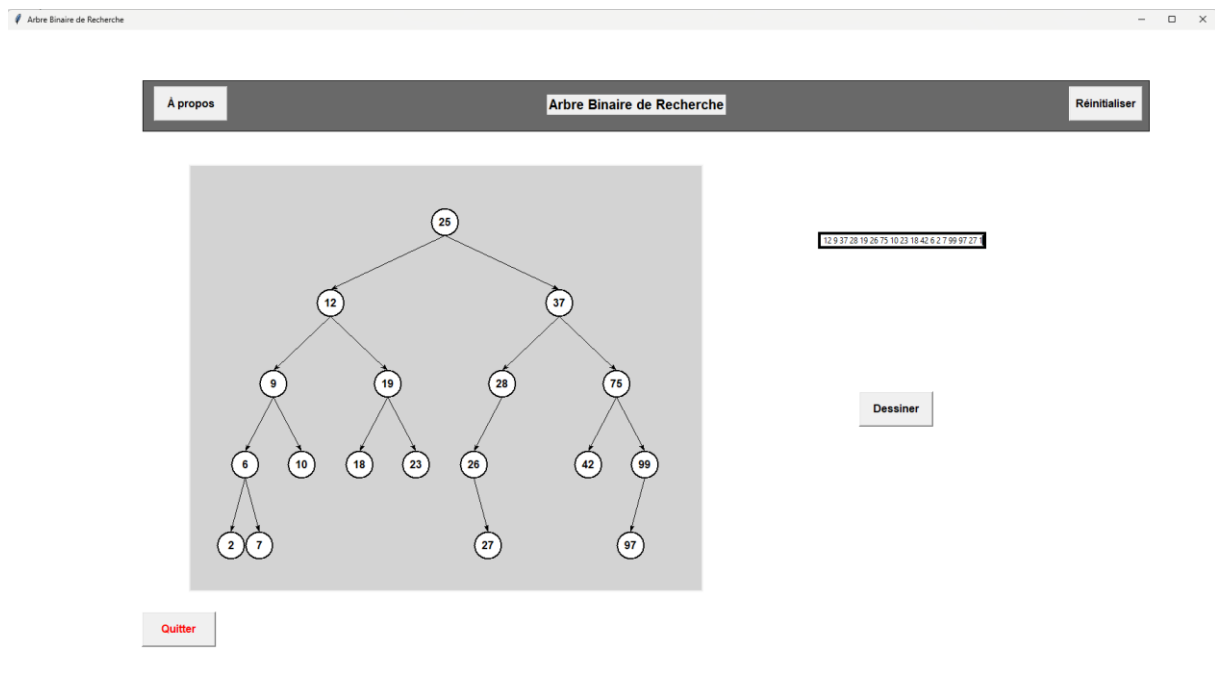 Arbre Binaire de Recherche
À propos
Arbre Binaire de Recherche
Réinitialiser
25
12 9 37 28 19 26 75 10 23 18 42 6 2 7 99 97 27
12 37
9 19 28 75
Dessiner
6 10 18 23 26 42 99
2 7 27 97
Quitter